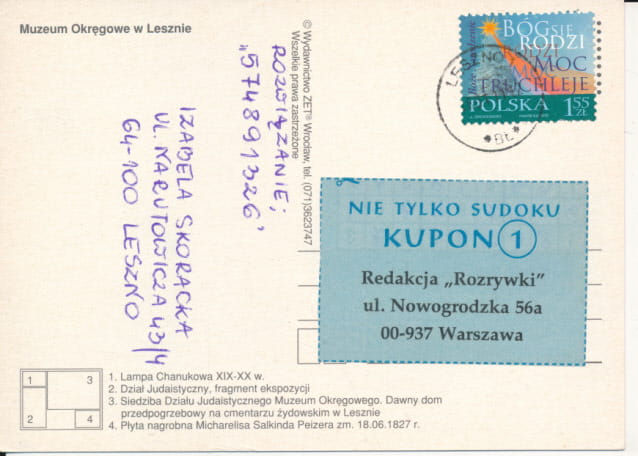 Muzeum Okręgowe w Lesznie
© Wydawnictwo ZET® Wrocław, tel. (071)3623747
Wszelkie prawa zastrzeżone
ROZWIĄZANIE:
"574891326"
IZABELA SKORACKA
UL. NARUTOWICZA 43/4
64-100 LESZNO
BÓG SIĘ
RODZI
MOC
TRUCHLEJE
POLSKA 1,55 ZŁ
NIE TYLKO SUDOKU
KUPON 1
Redakcja „Rozrywki”
ul. Nowogrodzka 56a
00-937 Warszawa
1 3
2 4
1. Lampa Chanukowa XIX-XX w.
2. Dział Judaistyczny, fragment ekspozycji
3. Siedziba Działu Judaistycznego Muzeum Okręgowego. Dawny dom
przedpogrzebowy na cmentarzu żydowskim w Lesznie
4. Płyta nagrobna Micharelisa Salkinda Peizera zm. 18.06.1827 r.